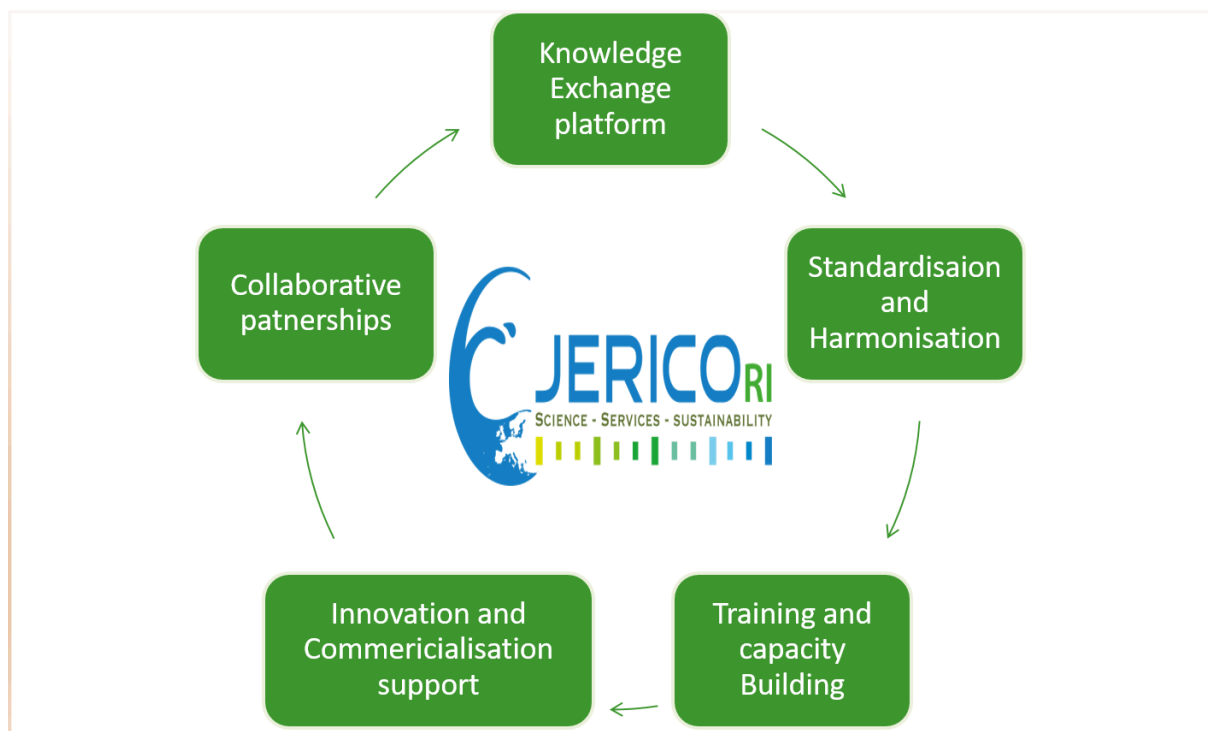 Knowledge
Exchange
platform
Standardisaion
and
Harmonisation
Collaborative
patnerships
JERICO RI
SCIENCE - SERVICES - SUSTAINABILITY
Innovation and
Commericialisation
support
Training and
capacity
Building